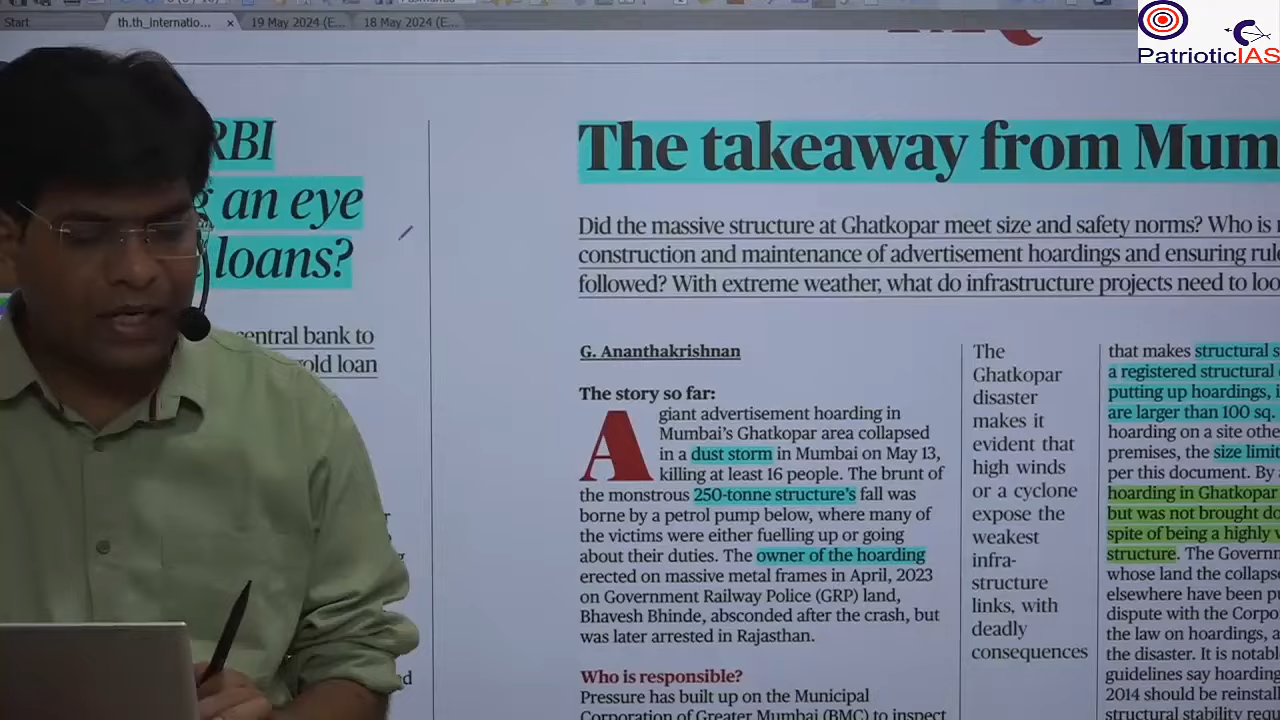 Start
th.th_internatio...
19 May 2024 (E...
18 May 2024 (E...
PatrioticIAS
RBI
an eye
loans?
central bank to
gold loan
The takeaway from Mum
Did the massive structure at Ghatkopar meet size and safety norms? Who is
construction and maintenance of advertisement hoardings and ensuring rule
followed? With extreme weather, what do infrastructure projects need to loo
G. Ananthakrishnan
The story so far:
A giant advertisement hoarding in
Mumbai's Ghatkopar area collapsed
in a dust storm in Mumbai on May 13,
killing at least 16 people. The brunt of
the monstrous 250-tonne structure's fall was
borne by a petrol pump below, where many of
the victims were either fuelling up or going
about their duties. The owner of the hoarding
erected on massive metal frames in April, 2023
on Government Railway Police (GRP) land,
Bhavesh Bhinde, absconded after the crash, but
was later arrested in Rajasthan.
Who is responsible?
Pressure has built up on the Municipal
Corporation of Greater Mumbai (BMC) to inspect
The
Ghatkopar
disaster
makes it
evident that
high winds
or a cyclone
expose the
weakest
infra-
structure
links, with
deadly
consequences
that makes structural s
a registered structural
putting up hoardings, i
are larger than 100 sq.
hoarding on a site othe
premises, the size limit
per this document. By
hoarding in Ghatkopar
but was not brought do
spite of being a highly v
structure. The Governm
whose land the collaps
elsewhere have been pu
dispute with the Corpo
the law on hoardings, a
the disaster. It is notabl
guidelines say hoarding
2014 should be reinstal
structural stability requ